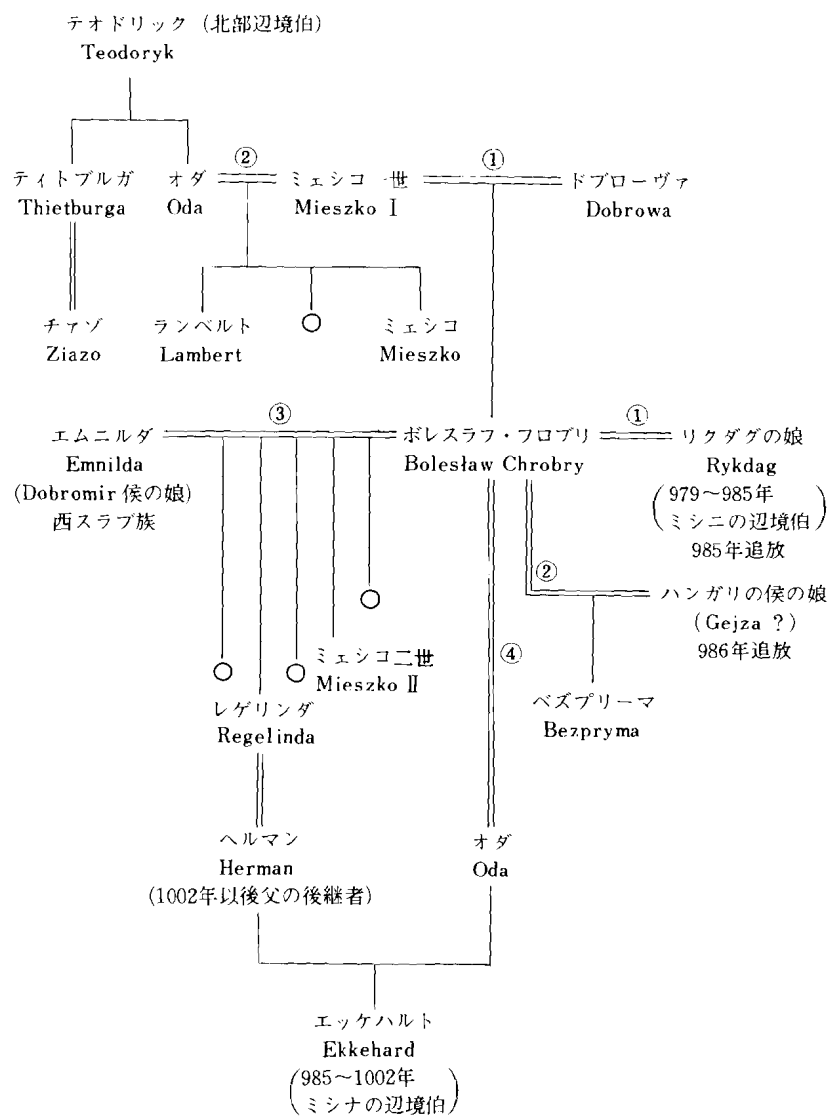 テオドリック (北部辺境伯)
Teodoryk
② ①
ティトブルガ オダ ミェシコ一世 ドブローヴァ
Thietburga Oda Mieszko Ⅰ Dobrowa
チァゾ ランベルト ○ ミェシコ
Ziazo Lambert Mieszko
③ ①
エムニルダ ボレスラフ・フロブリ リクダグの娘
Emnilda Bolesław Chrobry Rykdag
(Dobromir 侯の娘) (979~985年
西スラブ族 ミシニの辺境伯)
985年追放
②
○ ハンガリの侯の娘
(Gejza ?)
986年追放
④
ミェシコ二世
○ ○ Mieszko Ⅱ
レゲリンダ ベズプリーマ
Regelinda Bezpryma
ヘルマン オダ
Herman Oda
(1002年以後父の後継者)
エッケハルト
Ekkehard
(985~1002年
ミシナの辺境伯)